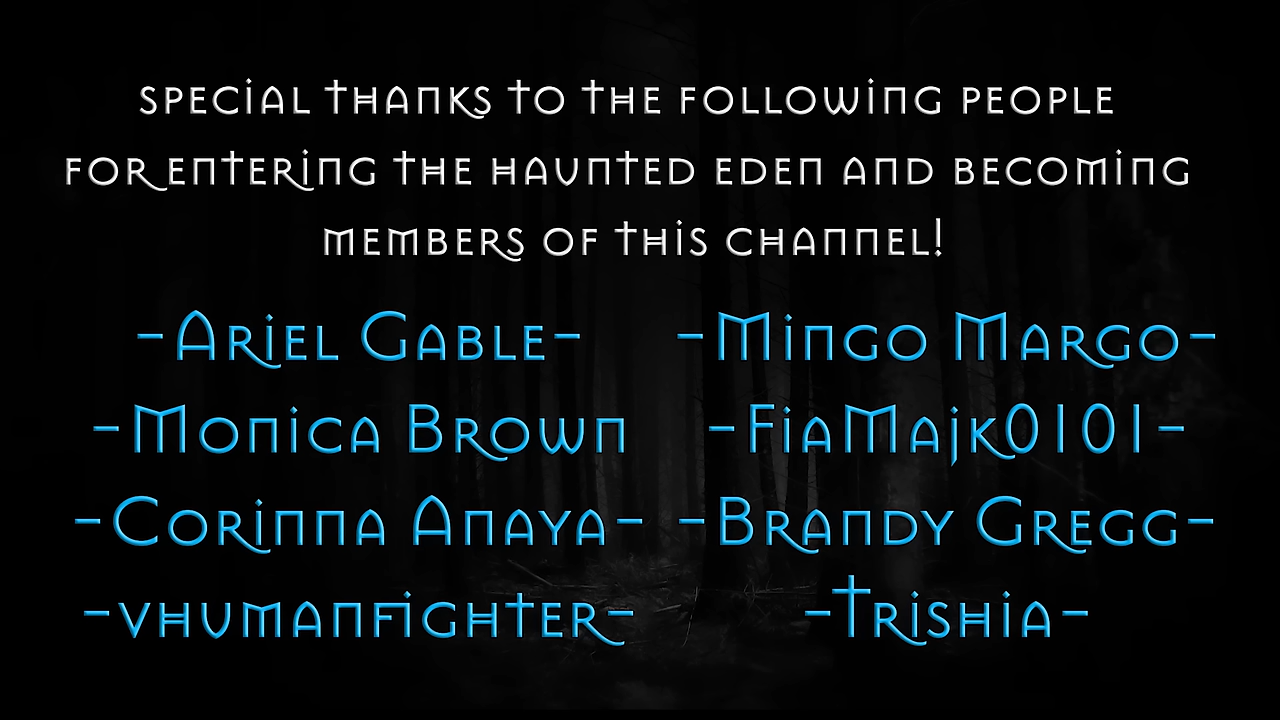 Special thanks to the following people
for entering the Haunted Eden and becoming
members of this channel!
-Ariel Gable-
-Mingo Margo-
-Monica Brown
-FiaMajk0101-
-Corinna Anaya-
-Brandy Gregg-
-vhumanfighter-
-Trishia-